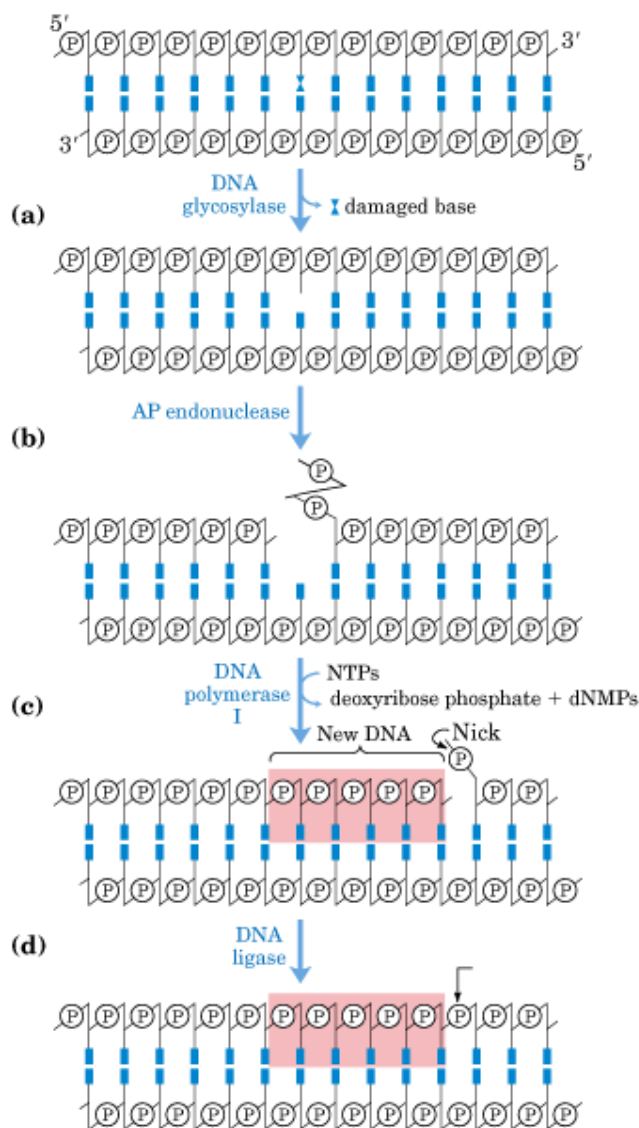 5′
P P P P P P P P P P P P P P 3′
3′ P P P P P P P P P P P P P P
5′
DNA
glycosylase
damaged base
(a)
P P P P P P P P P P P P P P
P P P P P P P P P P P P P P
AP endonuclease
(b)
P
P
P P P P P P P P P P P P
P P P P P P P P P P P P P P
DNA
polymerase
I
NTPs
deoxyribose phosphate + dNMPs
(c)
New DNA
Nick
P
P P P P P P P P P P P P P
P P P P P P P P P P P P P P
(d)
DNA
ligase
P P P P P P P P P P P P P P
P P P P P P P P P P P P P P